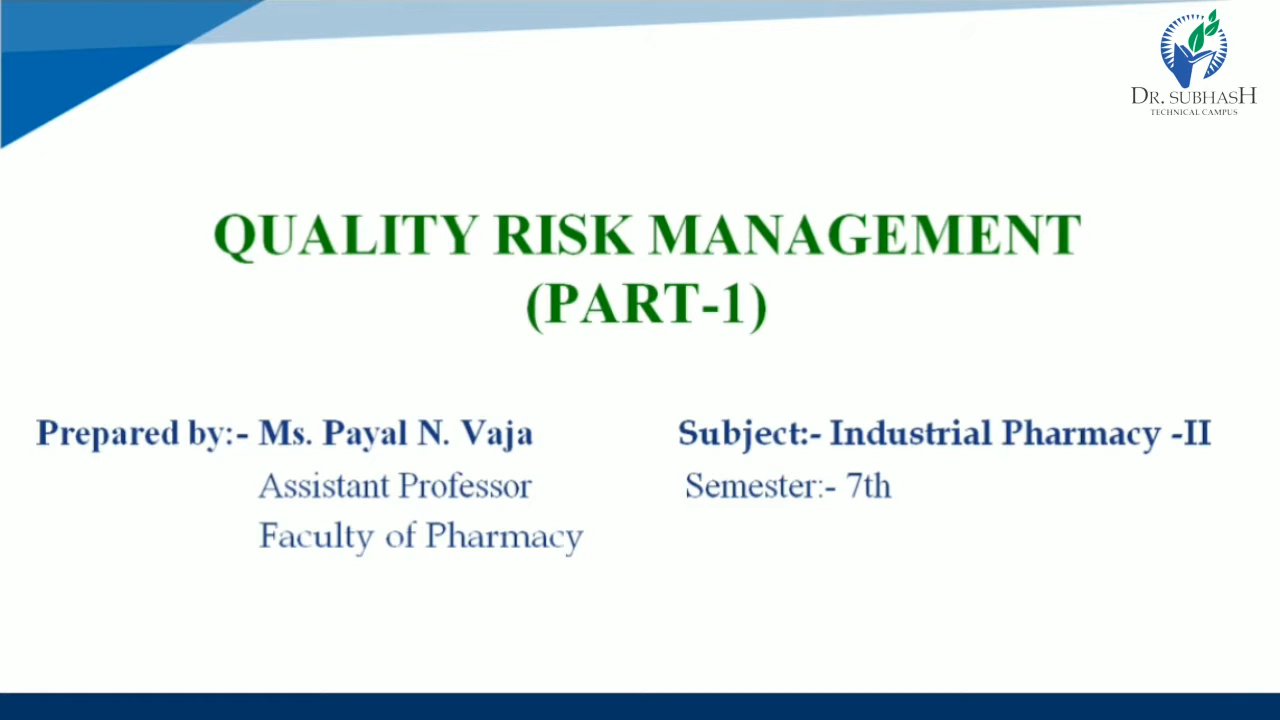 DR. SUBHASH
TECHNICAL CAMPUS
QUALITY RISK MANAGEMENT
(PART-1)
Prepared by:- Ms. Payal N. Vaja
Assistant Professor
Faculty of Pharmacy
Subject:- Industrial Pharmacy -II
Semester:- 7th